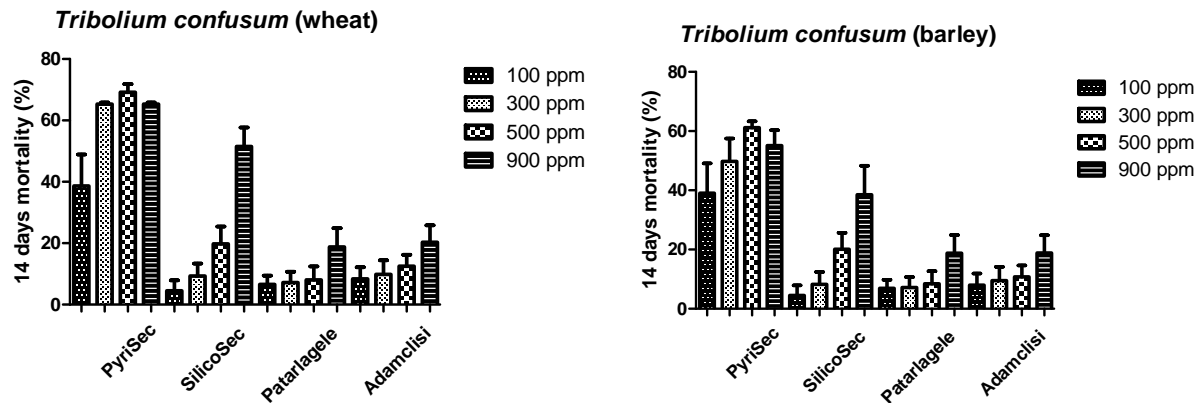 Tribolium confusum (wheat)
14 days mortality (%)
80
60
40
20
0
PyriSec
SilicoSec
Patarlagele
Adamclisi
100 ppm
300 ppm
500 ppm
900 ppm
Tribolium confusum (barley)
14 days mortality (%)
80
60
40
20
0
PyriSec
SilicoSec
Patarlagele
Adamclisi
100 ppm
300 ppm
500 ppm
900 ppm